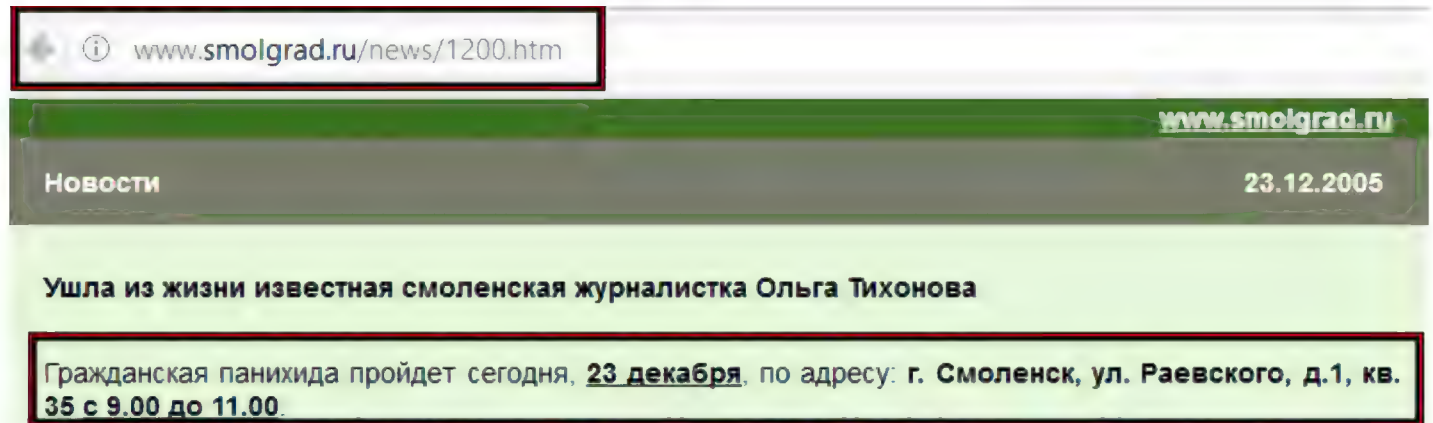 www.smolgrad.ru/news/1200.htm
www.smolgrad.ru
Новости 23.12.2005
Ушла из жизни известная смоленская журналистка Ольга Тихонова
Гражданская панихида пройдет сегодня, 23 декабря, по адресу: г. Смоленск, ул. Раевского, д.1, кв.
35 с 9.00 до 11.00.